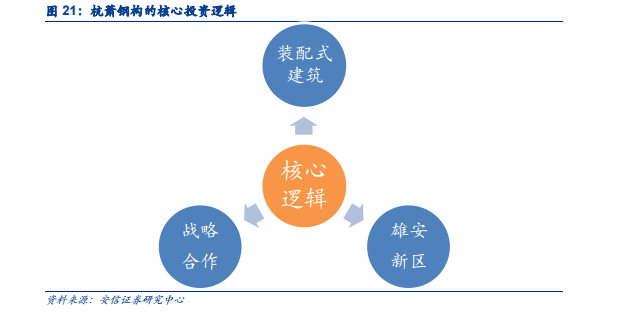 图 21：杭萧钢构的核心投资逻辑
装配式
建筑
核心
逻辑
战略
合作
雄安
新区
资料来源：安信证券研究中心